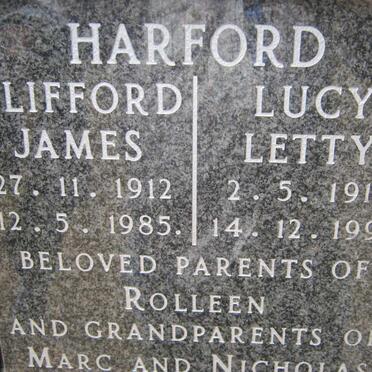 HARFORD
LIFFORD LUCY
JAMES LETTY
27 . 11 . 1912 2 . 5 . 191
12 . 5 . 1985. 14 . 12 . 199
BELOVED PARENTS OF
ROLLEEN
AND GRANDPARENTS O
MARC AND NICHOLAS